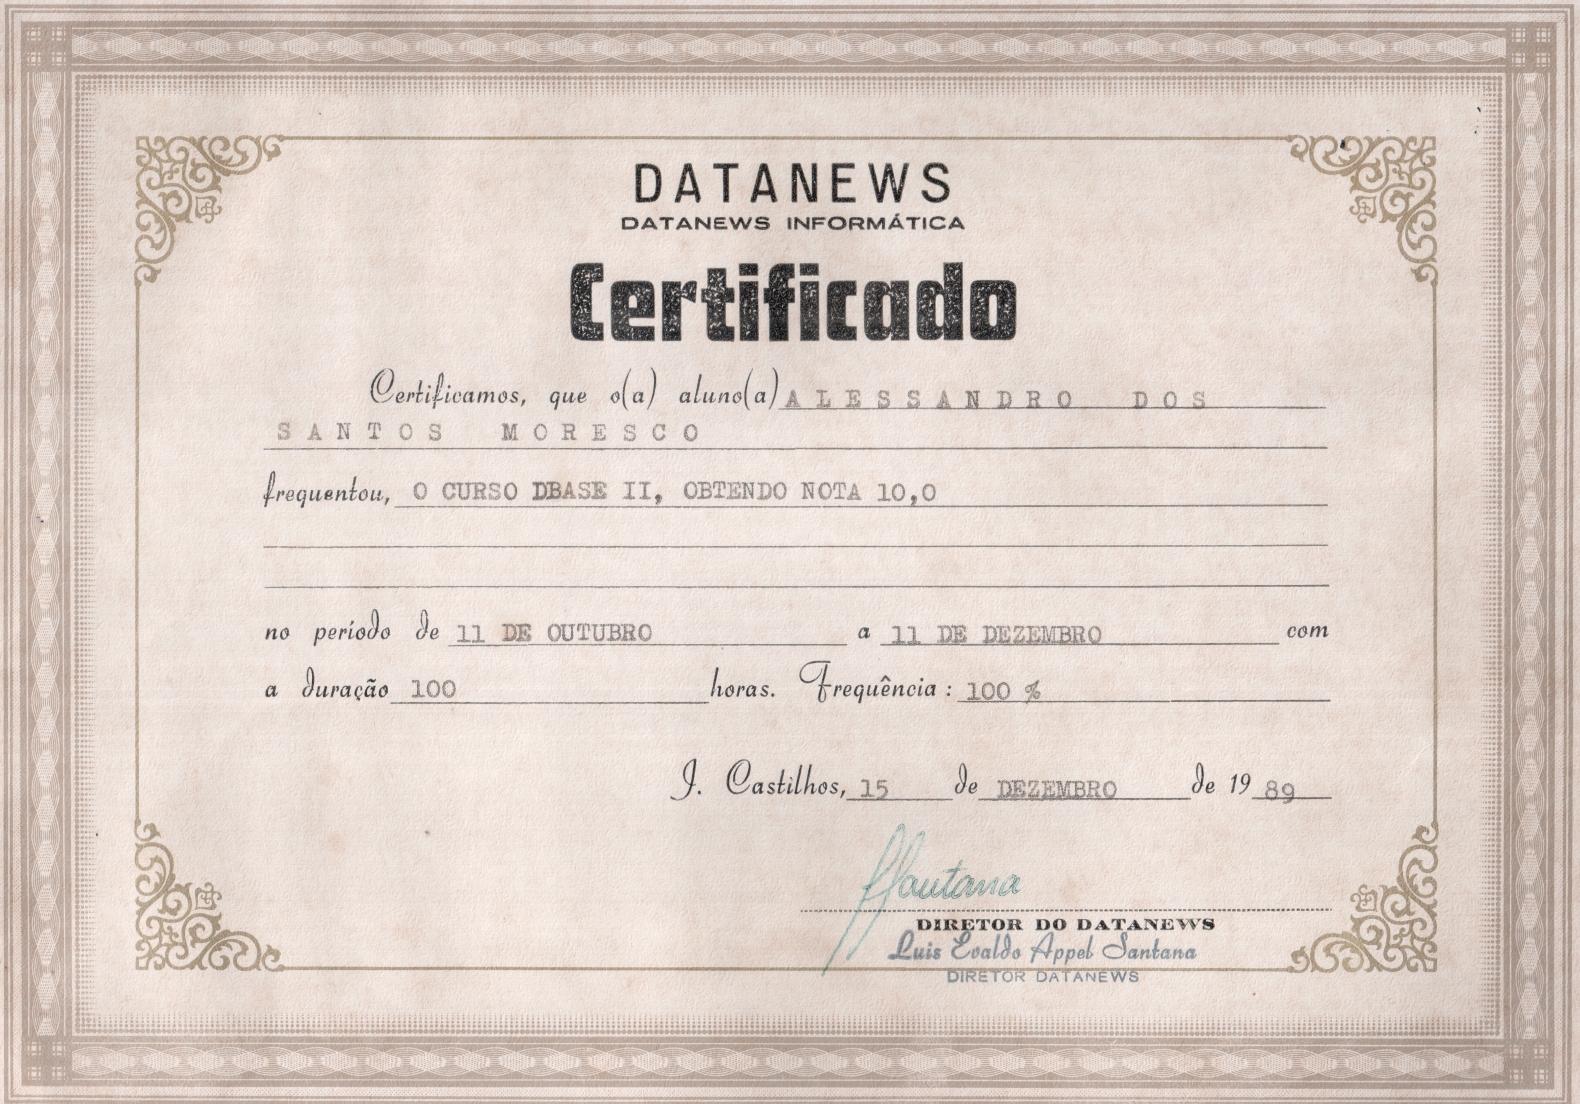 DATANEWS
DATANEWS INFORMÁTICA
Certificado
Certificamos, que o(a) aluno(a) ALESSANDRO DOS
SANTOS MORESCO
frequentou, O CURSO DBASE II, OBTENDO NOTA 10,0
no período de 11 DE OUTUBRO a 11 DE DEZEMBRO com
a duração 100 horas. Frequência: 100 %
J. Castilhos, 15 de DEZEMBRO de 19 89
DIRETOR DO DATANEWS
Luis Evaldo Appel Santana
DIRETOR DATANEWS